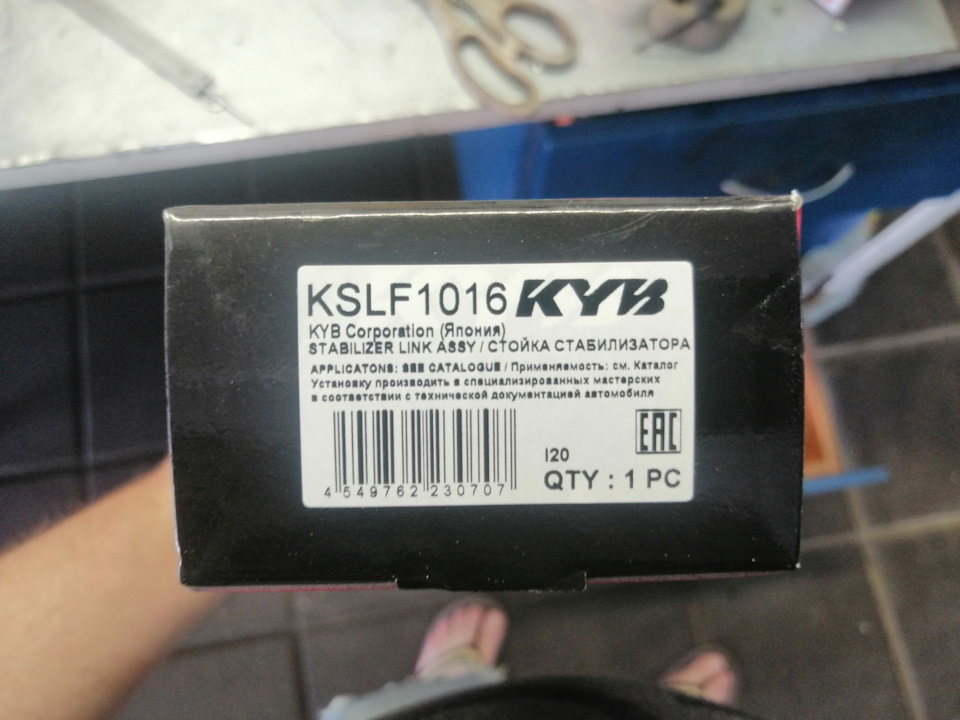 KSLF1016 KYB
KYB Corporation (Япония)
STABILIZER LINK ASSY / СТОЙКА СТАБИЛИЗАТОРА
APPLICATONS: SEE CATALOGUE / Применяемость: см. Каталог
Установку производить в специализированных мастерских
в соответствии с технической документацией автомобиля
EAC
I20
QTY : 1 PC
4 549762 230707